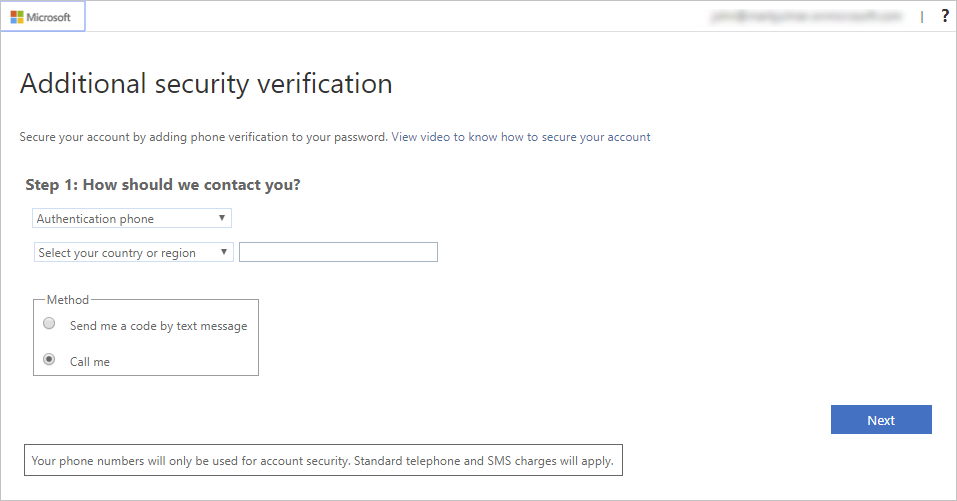 Microsoft
| ?
Additional security verification
Secure your account by adding phone verification to your password. View video to know how to secure your account
Step 1: How should we contact you?
Authentication phone
Select your country or region
Method
Send me a code by text message
Call me
Next
Your phone numbers will only be used for account security. Standard telephone and SMS charges will apply.